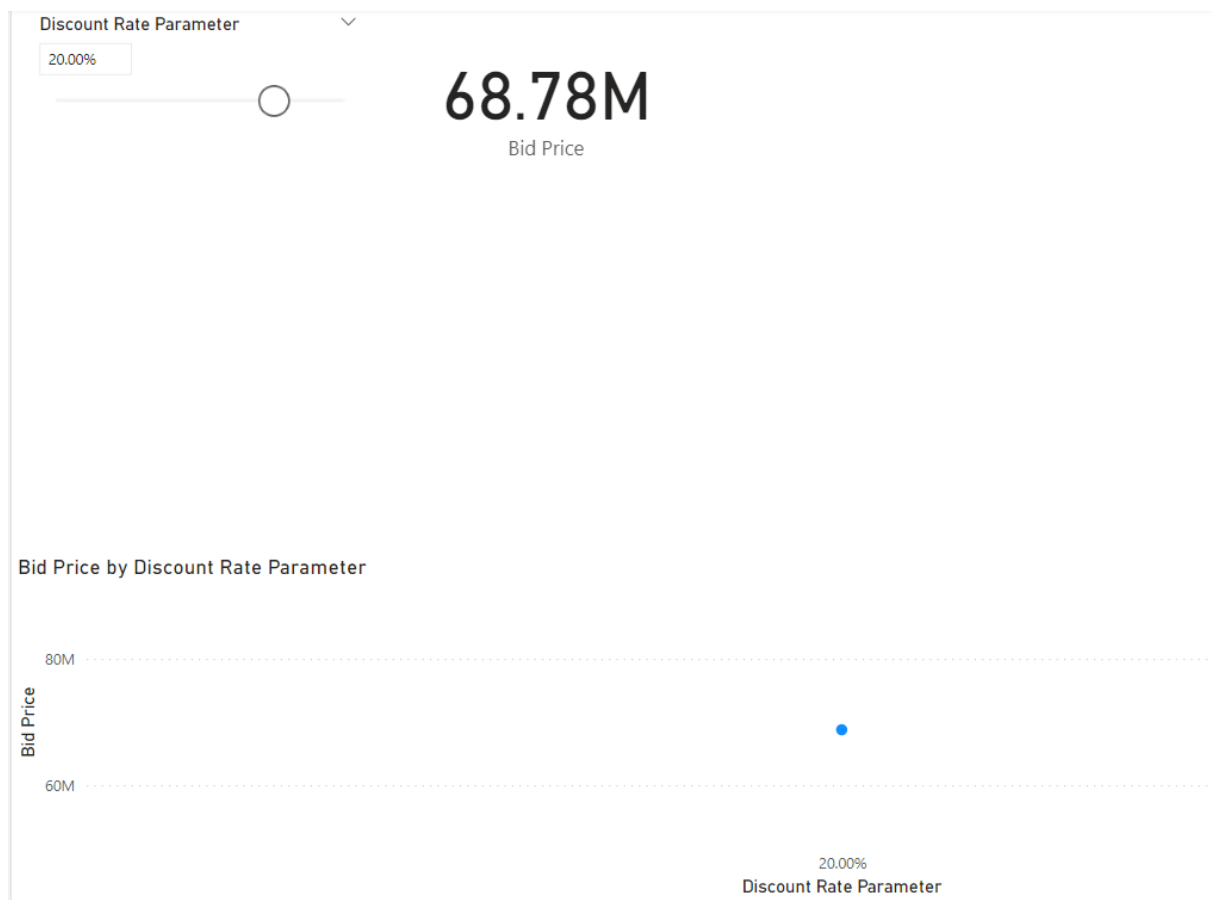 Discount Rate Parameter
20.00%
68.78M
Bid Price
Bid Price by Discount Rate Parameter
80M
Bid Price
60M
20.00%
Discount Rate Parameter